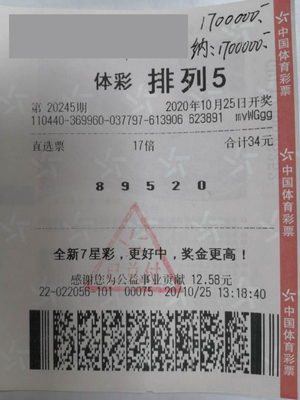 1700000.-
纳:1700000.-
体彩 排列5
第 20245期 2020年10月25日开奖
110440-369960-037797-613906 623891 mvWGgg
直选票 17倍 合计34元
8 9 5 2 0
全新7星彩，更好中，奖金更高！
感谢您为公益事业贡献 12.58元
22-022056-101 00075 20/10/25 13:18:40
中国体育彩票
中国体育彩票
中国体育彩票